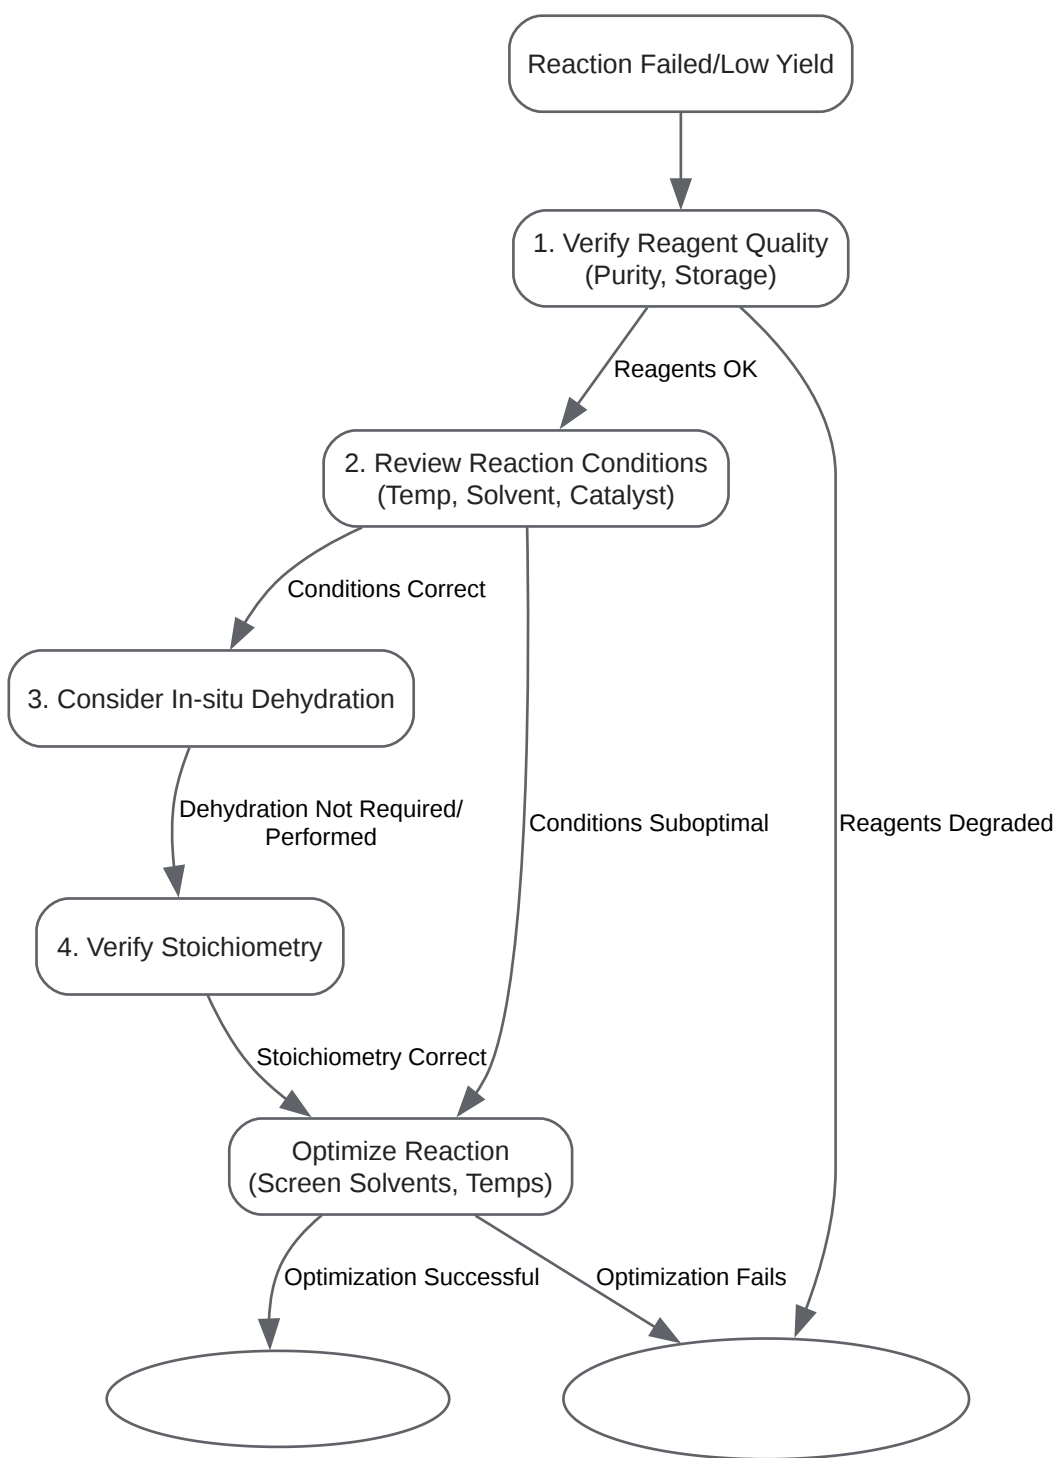 Reaction Failed/Low Yield
1. Verify Reagent Quality
(Purity, Storage)
Reagents OK
2. Review Reaction Conditions
(Temp, Solvent, Catalyst)
Conditions Correct
3. Consider In-situ Dehydration
Dehydration Not Required/
Performed
Conditions Suboptimal
Reagents Degraded
4. Verify Stoichiometry
Stoichiometry Correct
Optimize Reaction
(Screen Solvents, Temps)
Optimization Successful
Optimization Fails